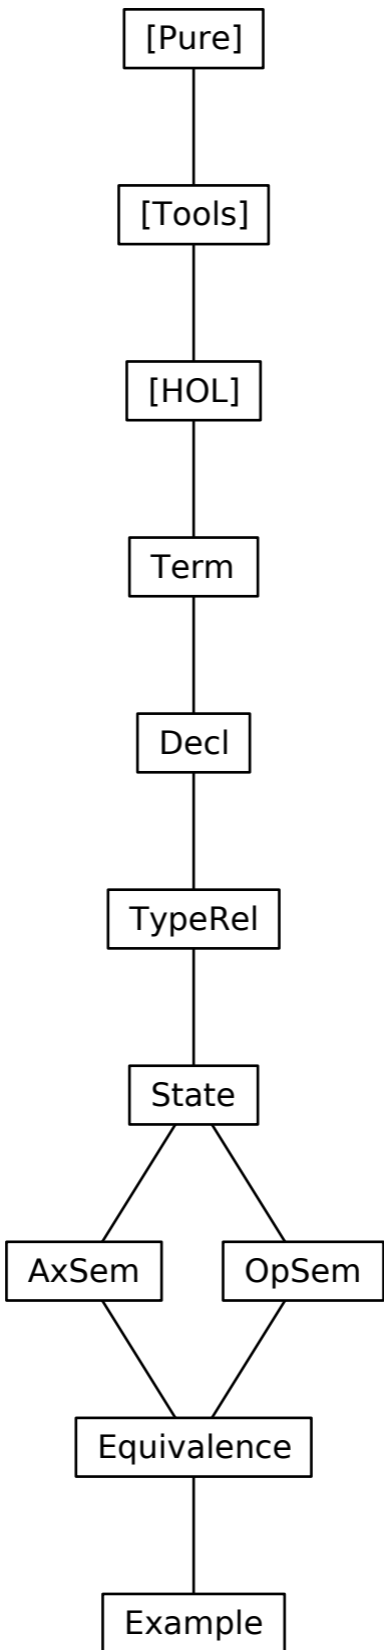 [Pure]
[Tools]
[HOL]
Term
Decl
TypeRel
State
AxSem
OpSem
Equivalence
Example